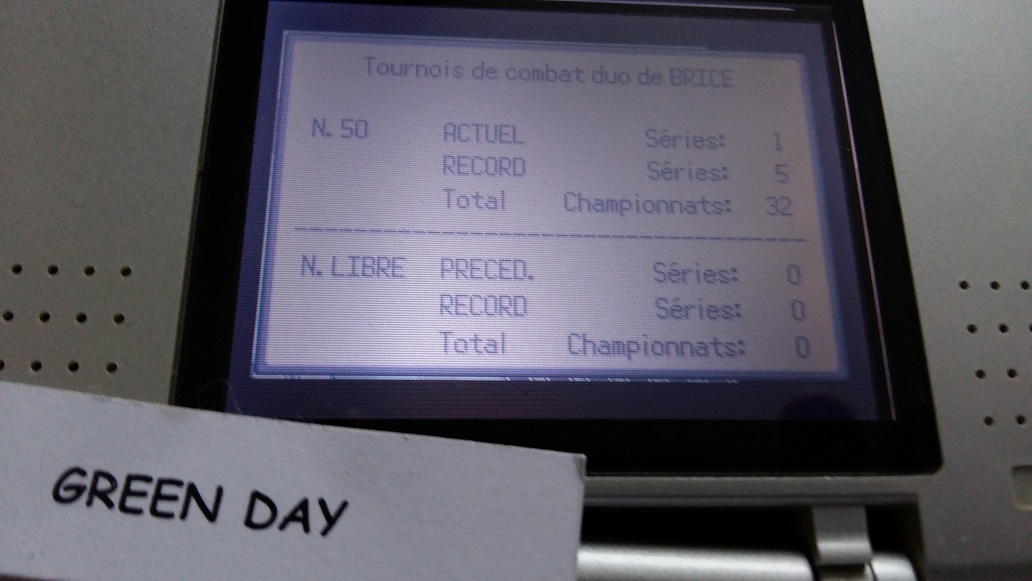 Tournois de combat duo de BRICE
N. 50 ACTUEL Séries: 1
RECORD Séries: 5
Total Championnats: 32
N. LIBRE PRECED. Séries: 0
RECORD Séries: 0
Total Championnats: 0
GREEN DAY